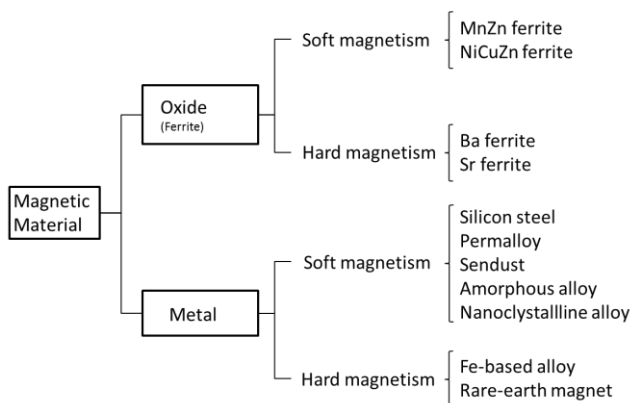 Magnetic
Material
Oxide
(Ferrite)
Soft magnetism
MnZn ferrite
NiCuZn ferrite
Hard magnetism
Ba ferrite
Sr ferrite
Metal
Soft magnetism
Silicon steel
Permalloy
Sendust
Amorphous alloy
Nanoclystallline alloy
Hard magnetism
Fe-based alloy
Rare-earth magnet